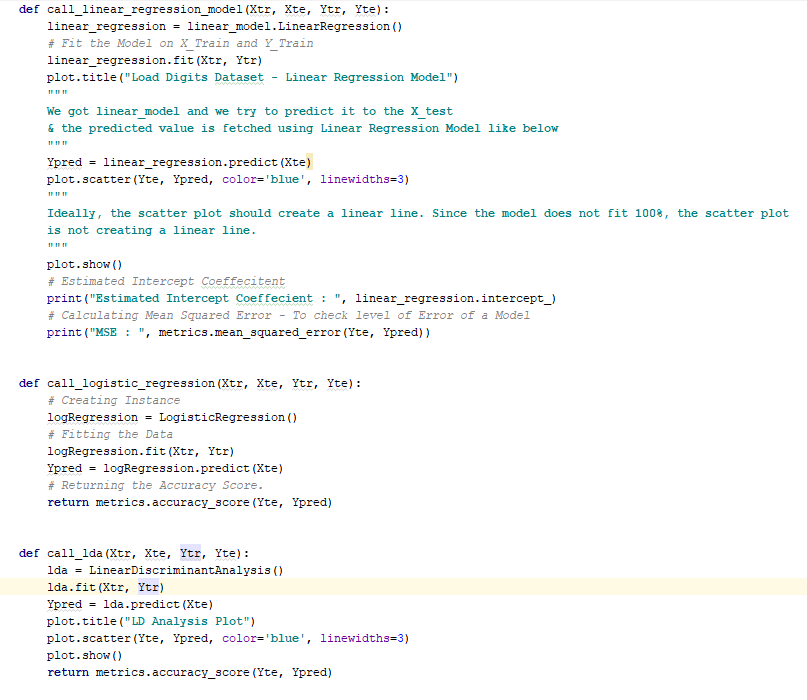 def call_linear_regression_model(Xtr, Xte, Ytr, Yte):
    linear_regression = linear_model.LinearRegression()
    # Fit the Model on X_Train and Y_Train
    linear_regression.fit(Xtr, Ytr)
    plot.title("Load Digits Dataset - Linear Regression Model")
    """
    We got linear_model and we try to predict it to the X_test
    & the predicted value is fetched using Linear Regression Model like below
    """
    Ypred = linear_regression.predict(Xte)
    plot.scatter(Yte, Ypred, color='blue', linewidths=3)
    """
    Ideally, the scatter plot should create a linear line. Since the model does not fit 100%, the scatter plot
    is not creating a linear line.
    """
    plot.show()
    # Estimated Intercept Coeffecitent
    print("Estimated Intercept Coeffecient : ", linear_regression.intercept_)
    # Calculating Mean Squared Error - To check level of Error of a Model
    print("MSE : ", metrics.mean_squared_error(Yte, Ypred))
def call_logistic_regression(Xtr, Xte, Ytr, Yte):
    # Creating Instance
    logRegression = LogisticRegression()
    # Fitting the Data
    logRegression.fit(Xtr, Ytr)
    Ypred = logRegression.predict(Xte)
    # Returning the Accuracy Score.
    return metrics.accuracy_score(Yte, Ypred)
def call_lda(Xtr, Xte, Ytr, Yte):
    lda = LinearDiscriminantAnalysis()
    lda.fit(Xtr, Ytr)
    Ypred = lda.predict(Xte)
    plot.title("LD Analysis Plot")
    plot.scatter(Yte, Ypred, color='blue', linewidths=3)
    plot.show()
    return metrics.accuracy_score(Yte, Ypred)